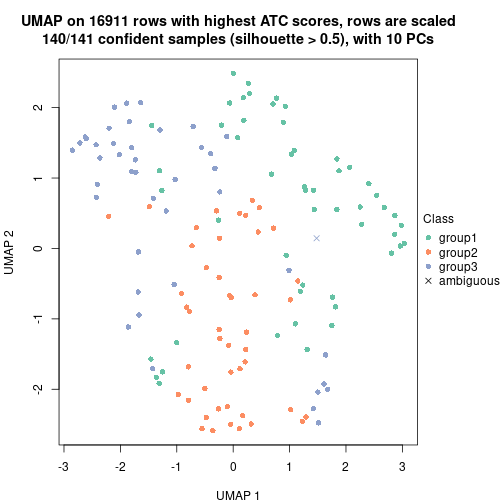 UMAP on 16911 rows with highest ATC scores, rows are scaled
140/141 confident samples (silhouette > 0.5), with 10 PCs
UMAP 2
2
1
0
-1
-2
-3
-2
-1
0
1
2
3
UMAP 1
Class
group1
group2
group3
ambiguous